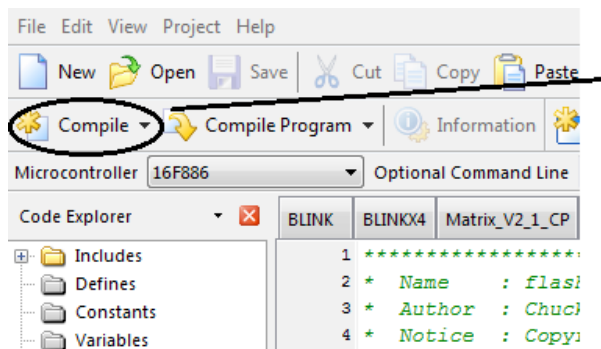 File Edit View Project Help
New Open Save Cut Copy Paste
Compile Compile Program Information
Microcontroller 16F886 Optional Command Line
Code Explorer BLINK BLINKX4 Matrix_V2_1_CP
Includes 1 ******************
Defines 2 * Name : flash
Constants 3 * Author : Chuck
Variables 4 * Notice : Copyr